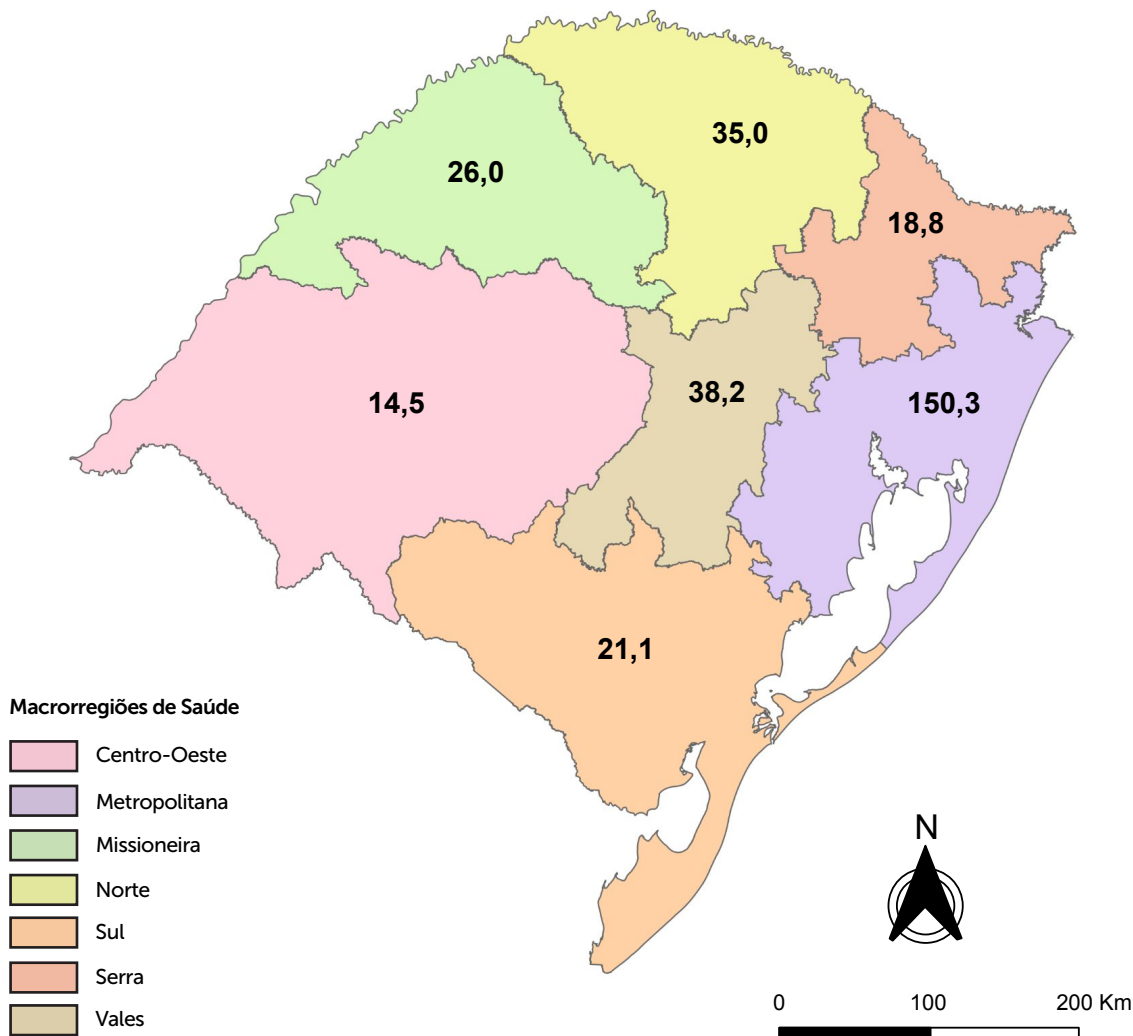 35,0
26,0
18,8
14,5
38,2
150,3
21,1
Macrorregiões de Saúde
Centro-Oeste
Metropolitana
Missioneira
Norte
Sul
Serra
Vales
N
0 100 200 Km